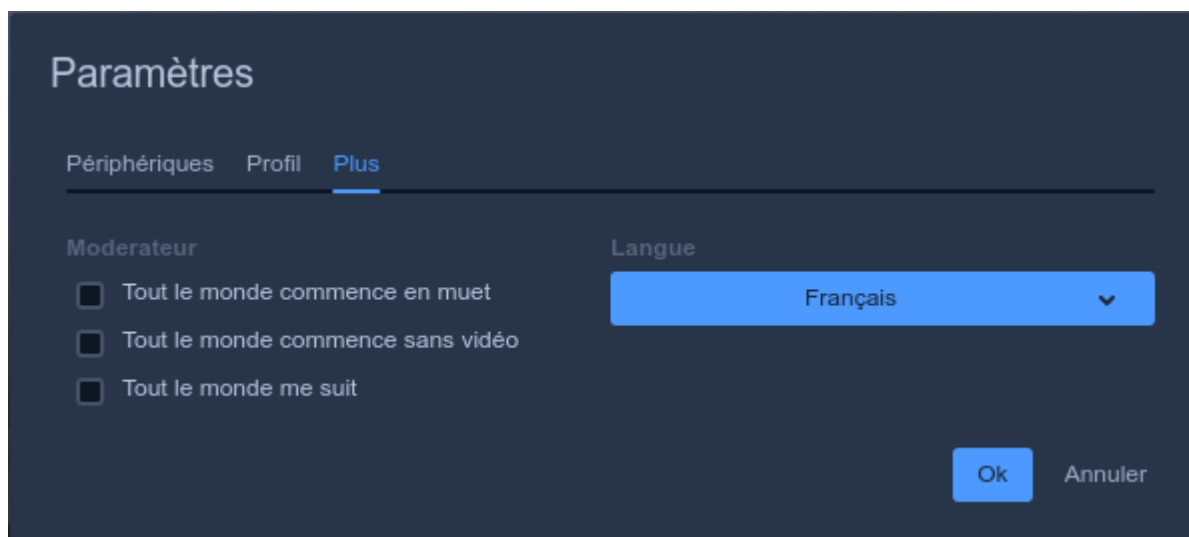 Paramètres
Périphériques Profil Plus
Moderateur
Tout le monde commence en muet
Tout le monde commence sans vidéo
Tout le monde me suit
Langue
Français
Ok Annuler